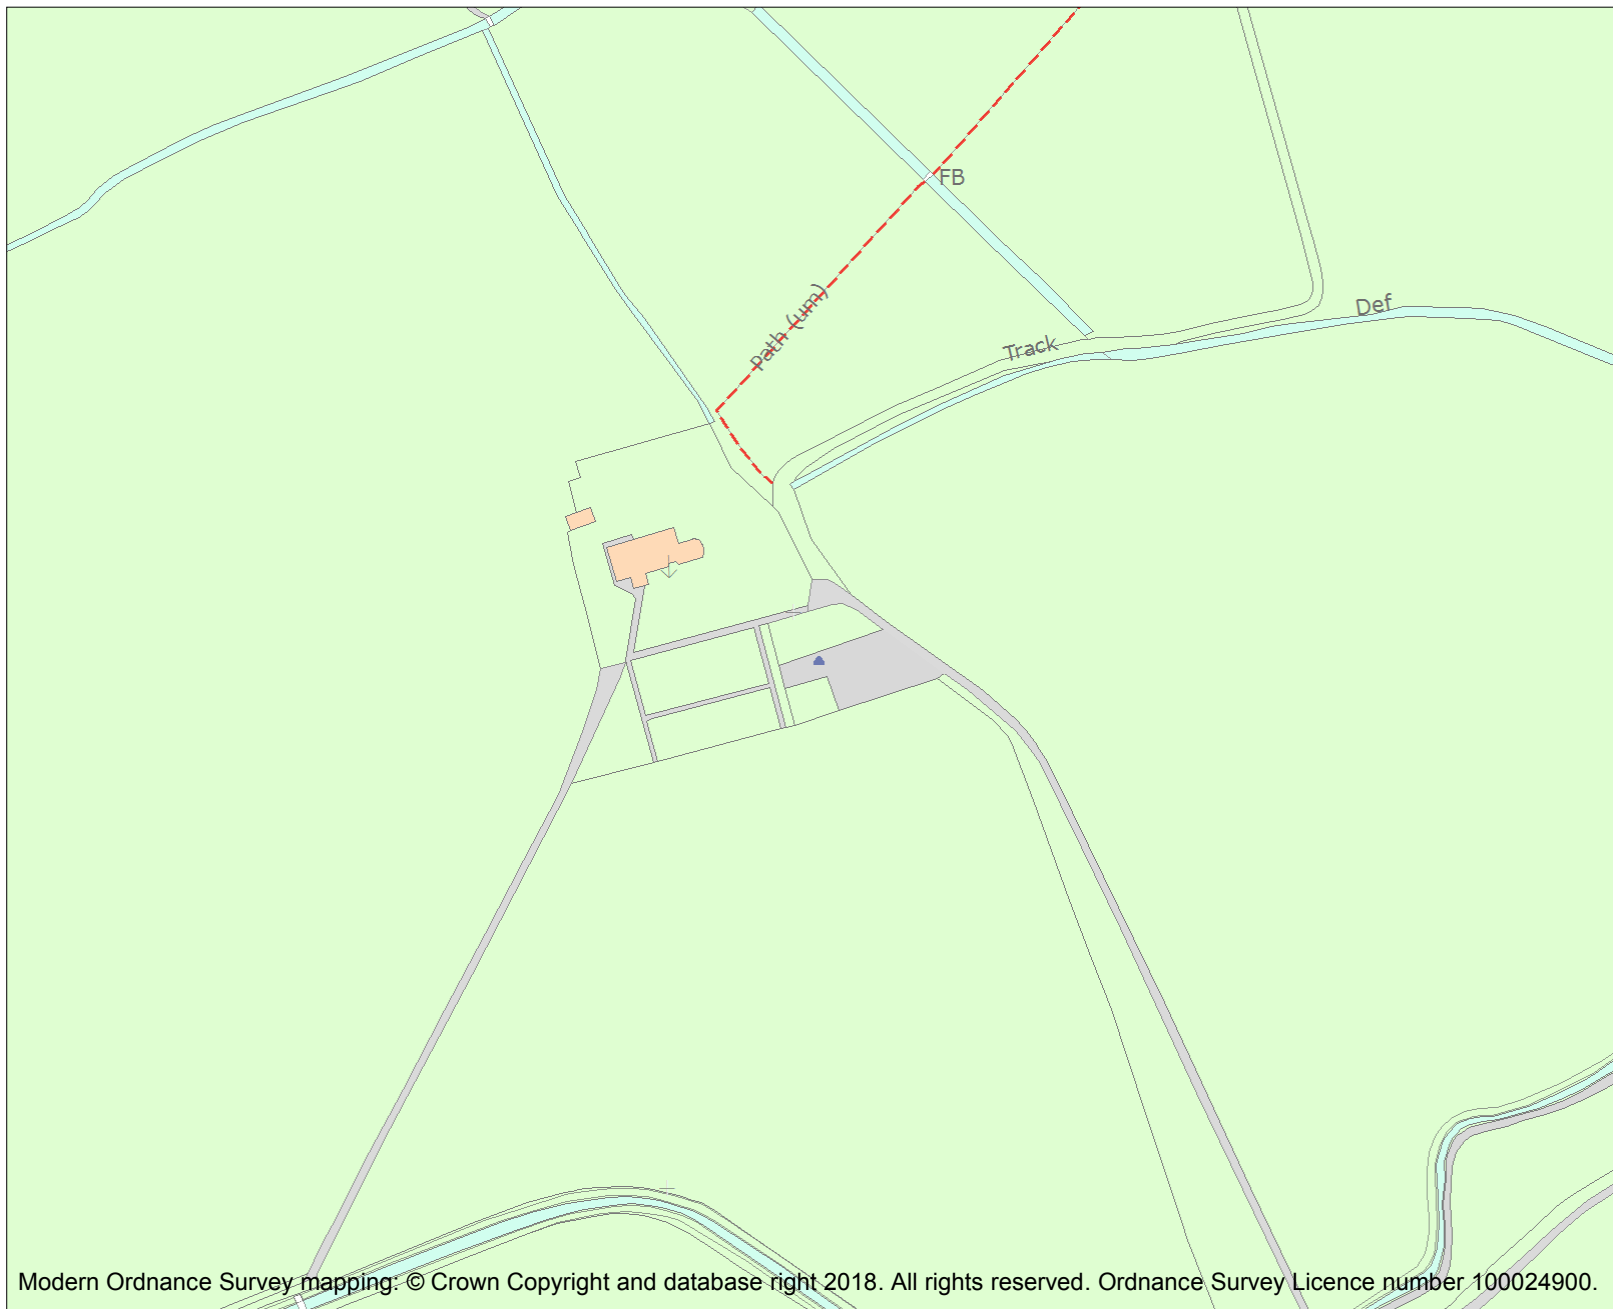 FB
Path (um)
Def
Track
Modern Ordnance Survey mapping: © Crown Copyright and database right 2018. All rights reserved. Ordnance Survey Licence number 100024900.